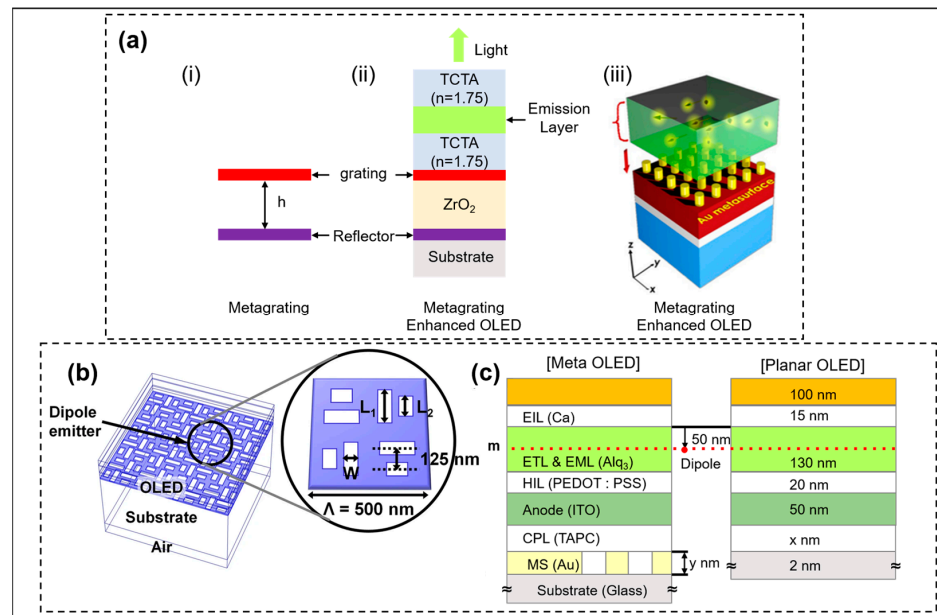 (a)
(i)
(ii)
(iii)
Light
TCTA
(n=1.75)
Emission
Layer
TCTA
(n=1.75)
grating
h
ZrO₂
Reflector
Substrate
Au metasurface
z
y
x
Metagrating
Metagrating
Enhanced OLED
Metagrating
Enhanced OLED
(b)
Dipole
emitter
OLED
Substrate
Air
L₁
L₂
W
125 nm
Λ = 500 nm
(c)
[Meta OLED]
[Planar OLED]
100 nm
EIL (Ca)
15 nm
m
50 nm
Dipole
ETL & EML (Alq₃)
130 nm
HIL (PEDOT : PSS)
20 nm
Anode (ITO)
50 nm
CPL (TAPC)
x nm
MS (Au)
y nm
2 nm
Substrate (Glass)
≈ ≈ ≈ ≈